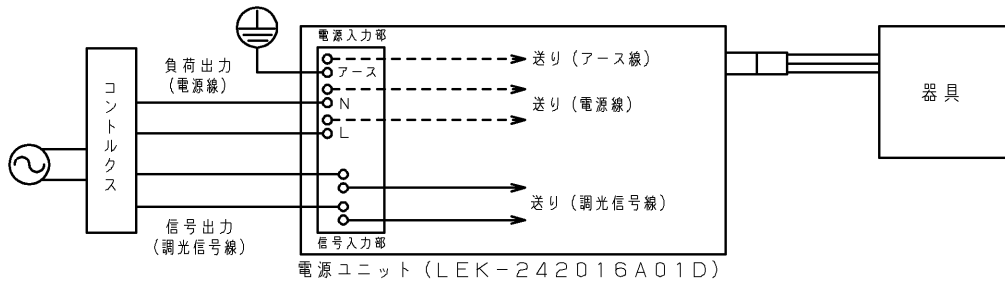 電源入力部
コントルクス
負荷出力
(電源線)
アース
N
L
送り(アース線)
送り(電源線)
器具
送り(調光信号線)
信号出力
(調光信号線)
信号入力部
電源ユニット(LEK-242016A01D)